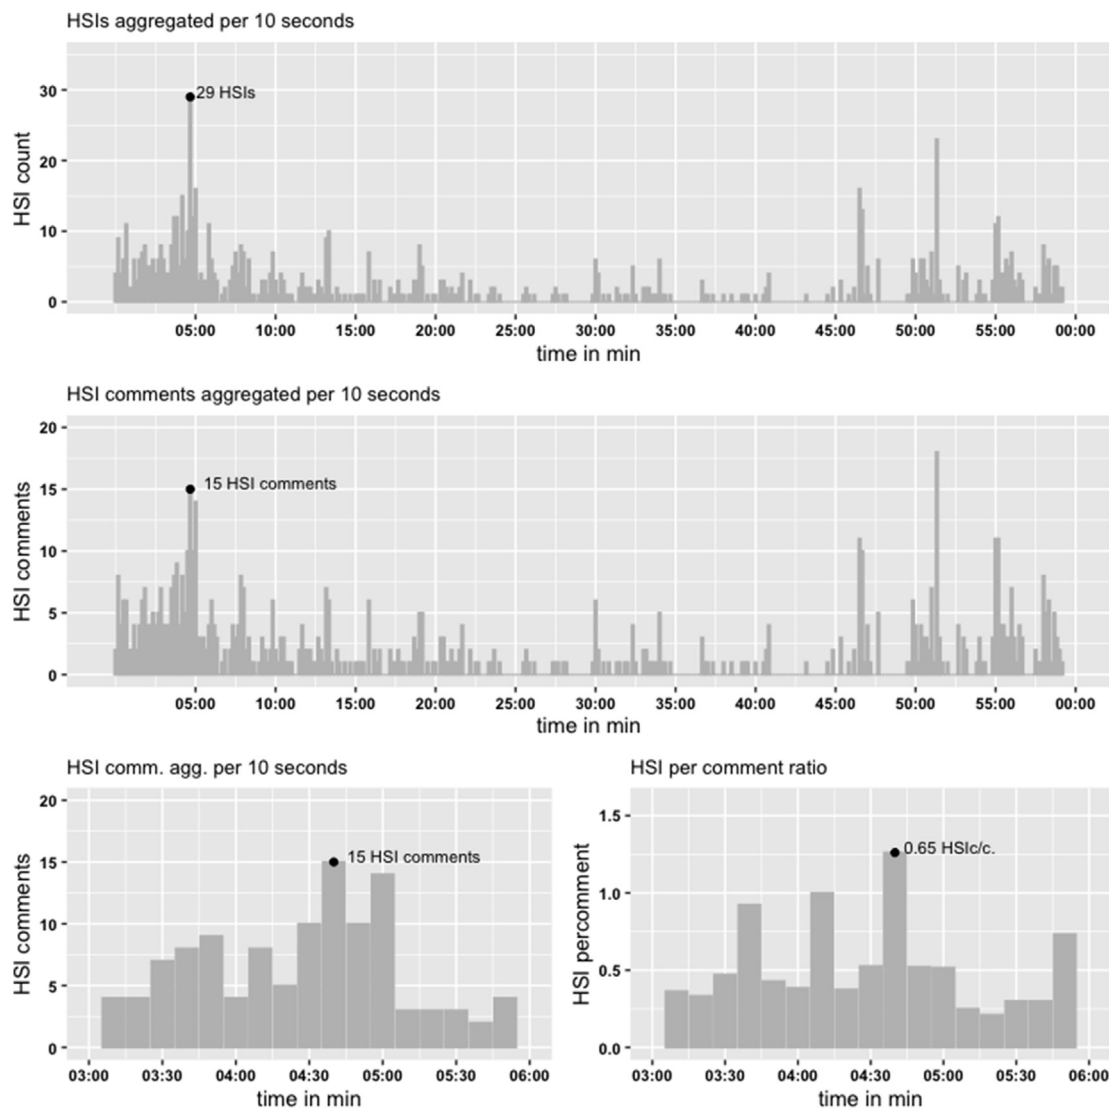 HSIs aggregated per 10 seconds
HSI count
30
20
10
0
29 HSIs
05:00 10:00 15:00 20:00 25:00 30:00 35:00 40:00 45:00 50:00 55:00 00:00
time in min
HSI comments aggregated per 10 seconds
HSI comments
20
15
10
5
0
15 HSI comments
05:00 10:00 15:00 20:00 25:00 30:00 35:00 40:00 45:00 50:00 55:00 00:00
time in min
HSI comm. agg. per 10 seconds
HSI comments
20
15
10
5
0
15 HSI comments
03:00 03:30 04:00 04:30 05:00 05:30 06:00
time in min
HSI per comment ratio
HSI percomment
1.5
1.0
0.5
0.0
0.65 HSIc/c.
03:00 03:30 04:00 04:30 05:00 05:30 06:00
time in min